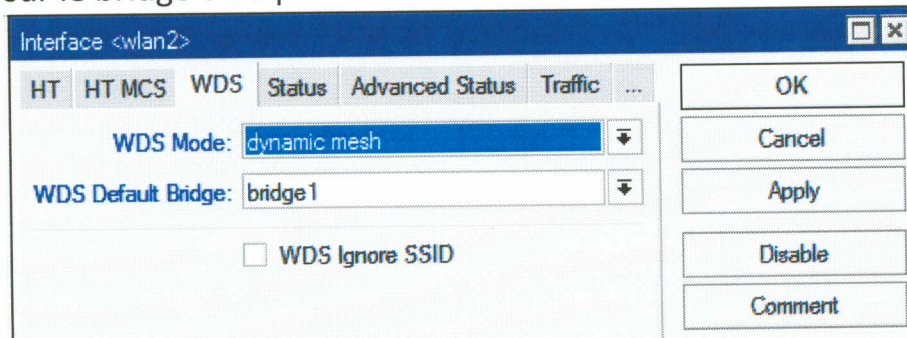 bridge
Interface <wlan2>
HT HT MCS WDS Status Advanced Status Traffic ...
OK
WDS Mode: dynamic mesh
Cancel
WDS Default Bridge: bridge1
Apply
WDS Ignore SSID
Disable
Comment